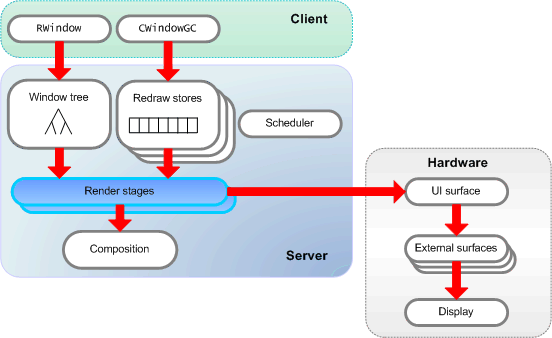 Client
RWindow
CWindowGC
Window tree
Redraw stores
Scheduler
Render stages
Composition
Server
Hardware
UI surface
External surfaces
Display